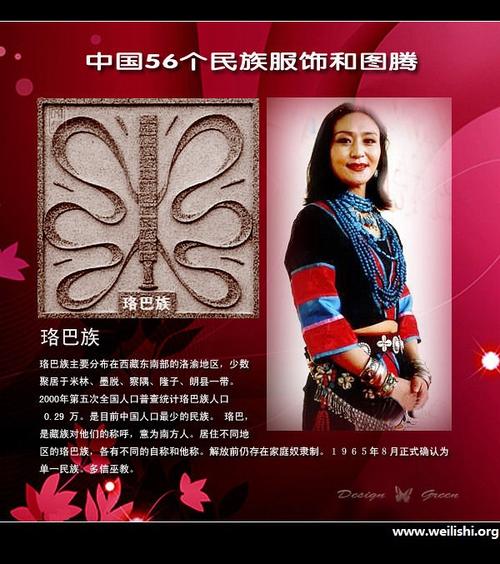 中国56个民族服饰和图腾
珞巴族
珞巴族
珞巴族主要分布在西藏东南部的洛渝地区，少数
聚居于米林、墨脱、察隅、隆子、朗县一带。
2000年第五次全国人口普查统计珞巴族人口
0.29 万。是目前中国人口最少的民族。 珞巴，
是藏族对他们的称呼，意为南方人。居住不同地
区的珞巴族，各有不同的自称和他称。解放前仍存在家庭奴隶制。１９６５年８月正式确认为
单一民族。多信巫教。
Design Green
www.weilishi.org